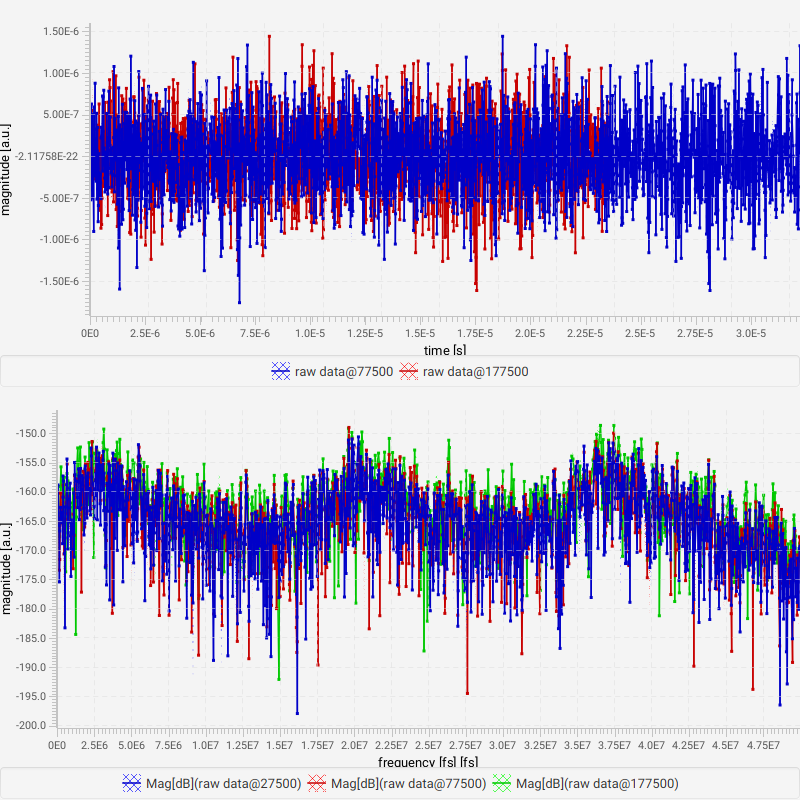 1.50E-6
1.00E-6
5.00E-7
-2.11758E-22
-5.00E-7
-1.00E-6
-1.50E-6
magnitude [a.u.]
0E0 2.5E-6 5.0E-6 7.5E-6 1.0E-5 1.25E-5 1.5E-5 1.75E-5 2.0E-5 2.25E-5 2.5E-5 2.75E-5 3.0E-5
time [s]
raw data@77500 raw data@177500
-150.0
-155.0
-160.0
-165.0
-170.0
-175.0
-180.0
-185.0
-190.0
-195.0
-200.0
magnitude [a.u.]
0E0 2.5E6 5.0E6 7.5E6 1.0E7 1.25E7 1.5E7 1.75E7 2.0E7 2.25E7 2.5E7 2.75E7 3.0E7 3.25E7 3.5E7 3.75E7 4.0E7 4.25E7 4.5E7 4.75E7
frequency [fs] [fs]
Mag[dB](raw data@27500) Mag[dB](raw data@77500) Mag[dB](raw data@177500)